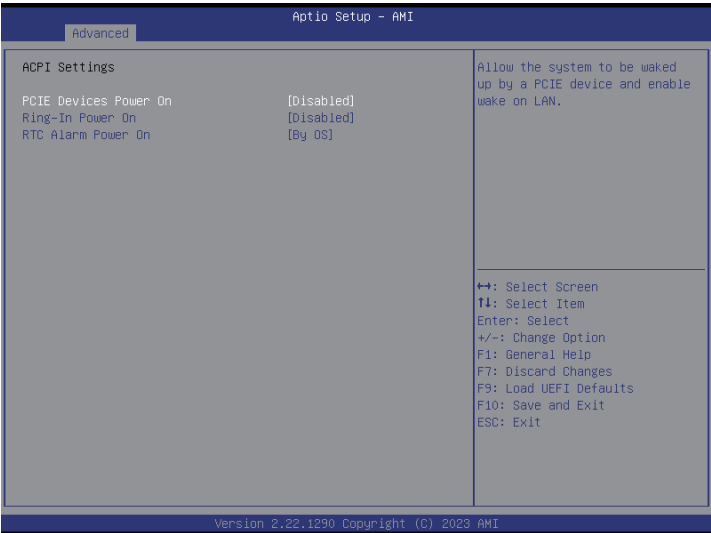 Aptio Setup - AMI
Advanced
ACPI Settings
PCIE Devices Power On [Disabled]
Ring-In Power On [Disabled]
RTC Alarm Power On [By OS]
Allow the system to be waked
up by a PCIE device and enable
wake on LAN.
↔: Select Screen
↑↓: Select Item
Enter: Select
+/-: Change Option
F1: General Help
F7: Discard Changes
F9: Load UEFI Defaults
F10: Save and Exit
ESC: Exit
Version 2.22.1290 Copyright (C) 2023 AMI